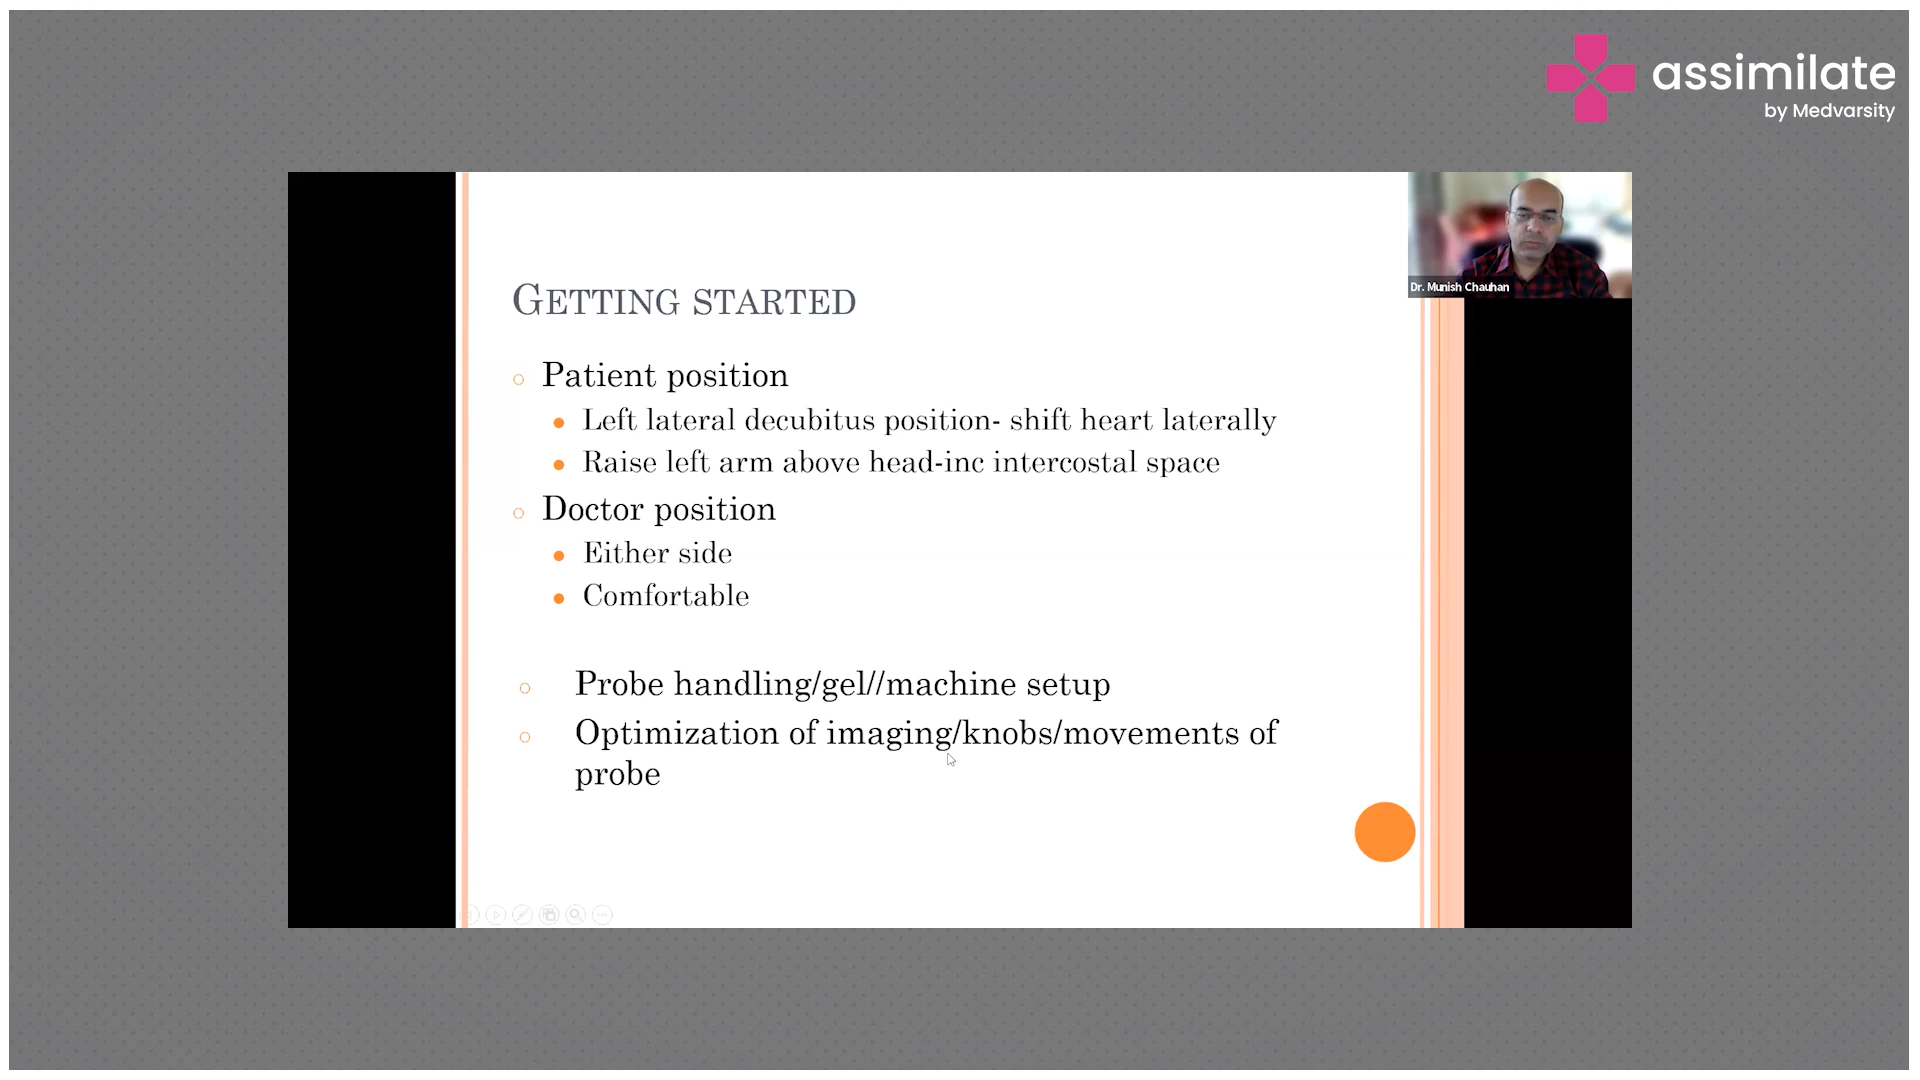 assimilate
by Medvarsity
Dr. Munish Chauhan
GETTING STARTED
Patient position
Left lateral decubitus position- shift heart laterally
Raise left arm above head-inc intercostal space
Doctor position
Either side
Comfortable
Probe handling/gel//machine setup
Optimization of imaging/knobs/movements of
probe